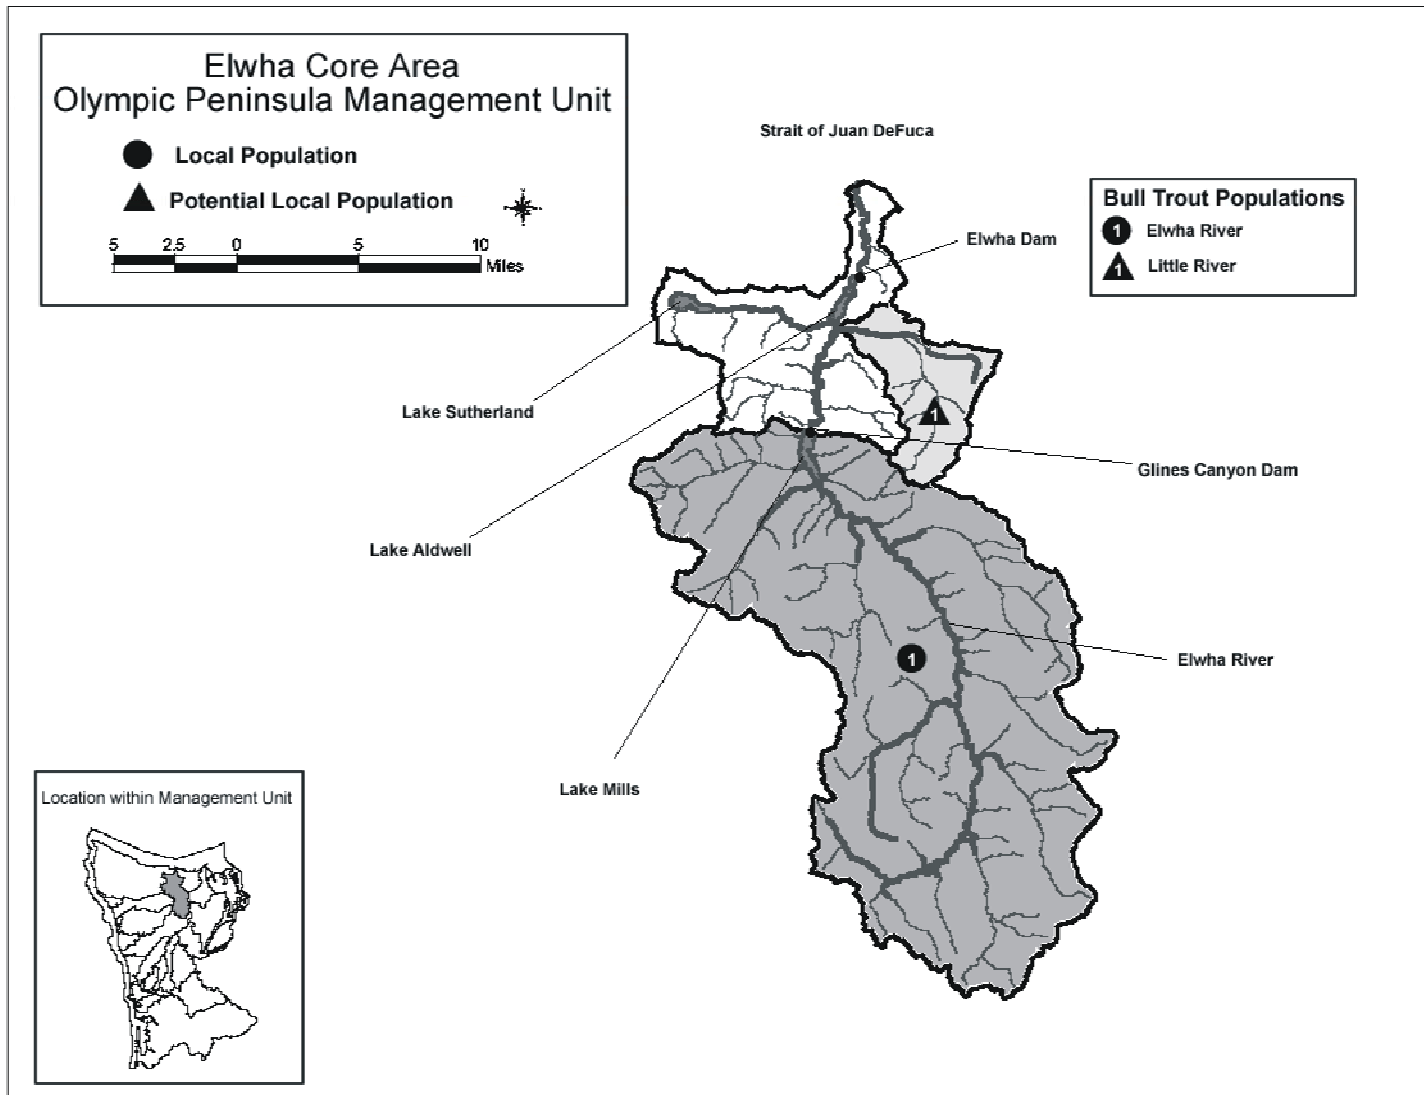 Elwha Core Area
Olympic Peninsula Management Unit
Local Population
Potential Local Population
5 2.5 0 5 10
Miles
Strait of Juan DeFuca
Bull Trout Populations
1 Elwha River
1 Little River
Elwha Dam
Lake Sutherland
1
Glines Canyon Dam
Lake Aldwell
1
Elwha River
Lake Mills
Location within Management Unit